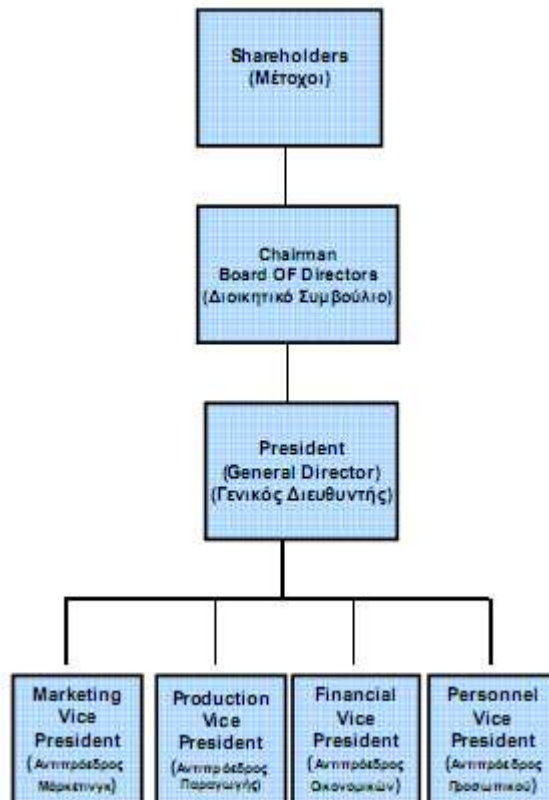 Shareholders
(Μέτοχοι)
Chairman
Board OF Directors
(Διοικητικό Συμβούλιο)
President
(General Director)
(Γενικός Διευθυντής)
Marketing
Vice
President
(Αντιπρόεδρος
Μάρκετινγκ)
Production
Vice
President
(Αντιπρόεδρος
Παραγωγής)
Financial
Vice
President
(Αντιπρόεδρος
Οικονομικών)
Personnel
Vice
President
(Αντιπρόεδρος
Προσωπικού)